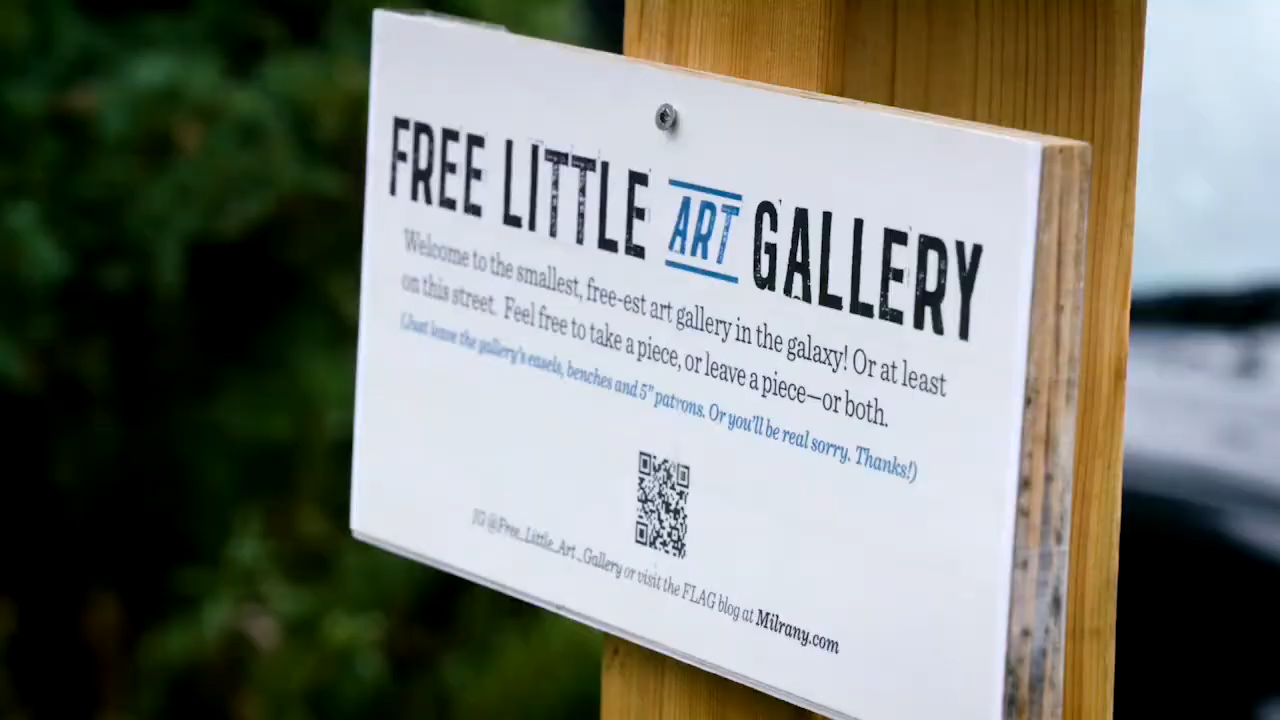 FREE LITTLE ART GALLERY
Welcome to the smallest, free-est art gallery in the galaxy! Or at least
on this street. Feel free to take a piece, or leave a piece—or both.
(Just leave the gallery's easels, benches and 5" patrons. Or you'll be real sorry. Thanks!)
IG @Free_Little_Art_Gallery or visit the FLAG blog at Milrany.com